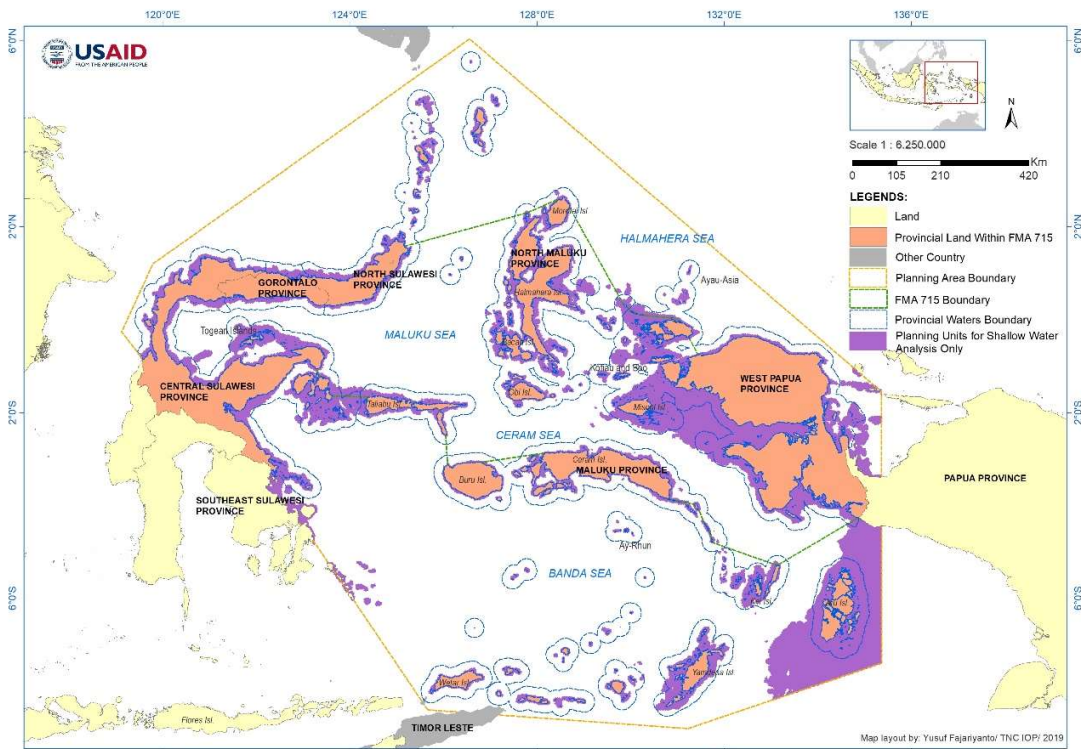 120°0'E
124°0'E
128°0'E
132°0'E
136°0'E
6°0'N
6°0'N
USAID
FROM THE AMERICAN PEOPLE
N
Scale 1 : 6.250.000
Km
0 105 210 420
LEGENDS:
Land
Provincial Land Within FMA 715
Other Country
Planning Area Boundary
FMA 715 Boundary
Provincial Waters Boundary
Planning Units for Shallow Water
Analysis Only
2°0'N
2°0'N
Morotai Isl.
HALMAHERA SEA
NORTH MALUKU
PROVINCE
NORTH SULAWESI
PROVINCE
GORONTALO
PROVINCE
Halmahera Isl.
Ayau-Asia
Togean Islands
MALUKU SEA
Bacan Isl.
Kofiau and Boo
CENTRAL SULAWESI
PROVINCE
WEST PAPUA
PROVINCE
Obi Isl.
Taliabu Isl.
Misool Isl.
2°0'S
2°0'S
CERAM SEA
Ceram Isl.
MALUKU PROVINCE
Buru Isl.
PAPUA PROVINCE
SOUTHEAST SULAWESI
PROVINCE
Ay-Rhun
BANDA SEA
6°0'S
6°0'S
Kei Isl.
Aru Isl.
Yamdena Isl.
Wetar Isl.
Flores Isl.
TIMOR LESTE
Map layout by: Yusuf Fajariyanto/ TNC IOP/ 2019